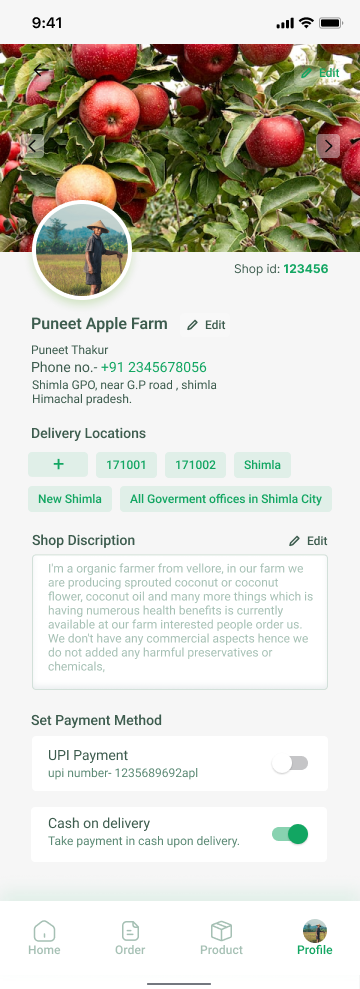 9:41
Edit
Shop id: 123456
Puneet Apple Farm Edit
Puneet Thakur
Phone no.- +91 2345678056
Shimla GPO, near G.P road , shimla
Himachal pradesh.
Delivery Locations
+ 171001 171002 Shimla
New Shimla All Goverment offices in Shimla City
Shop Discription Edit
I'm a organic farmer from vellore, in our farm we
are producing sprouted coconut or coconut
flower, coconut oil and many more things which is
having numerous health benefits is currently
available at our farm interested people order us.
We don't have any commercial aspects hence we
do not added any harmful preservatives or
chemicals,
Set Payment Method
UPI Payment
upi number- 1235689692apl
Cash on delivery
Take payment in cash upon delivery.
Home Order Product Profile